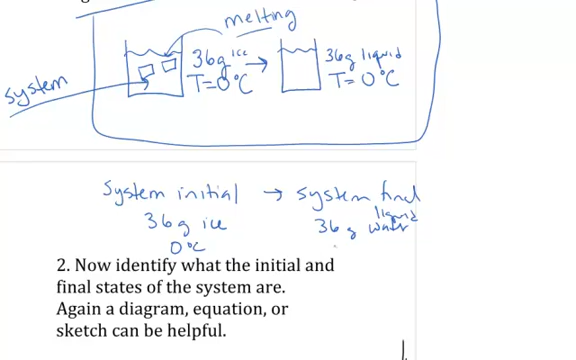 melting
36g ice → 36g liquid
T=0°C T=0°C
system
System initial → system final
36g ice 36g liquid water
0°C
2. Now identify what the initial and
final states of the system are.
Again a diagram, equation, or
sketch can be helpful.